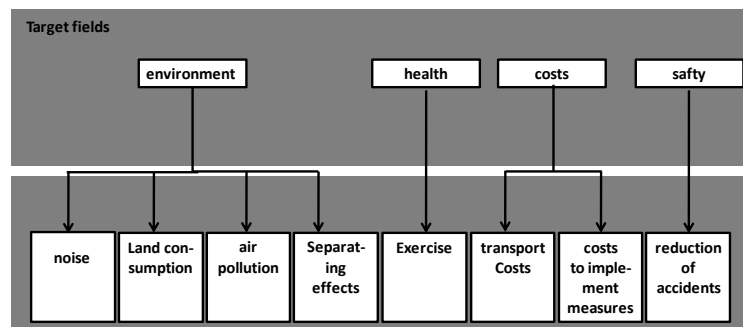 Target fields
environment
health
costs
safty
noise
Land con-
sumption
air
pollution
Separat-
ing
effects
Exercise
transport
Costs
costs
to imple-
ment
measures
reduction
of
accidents